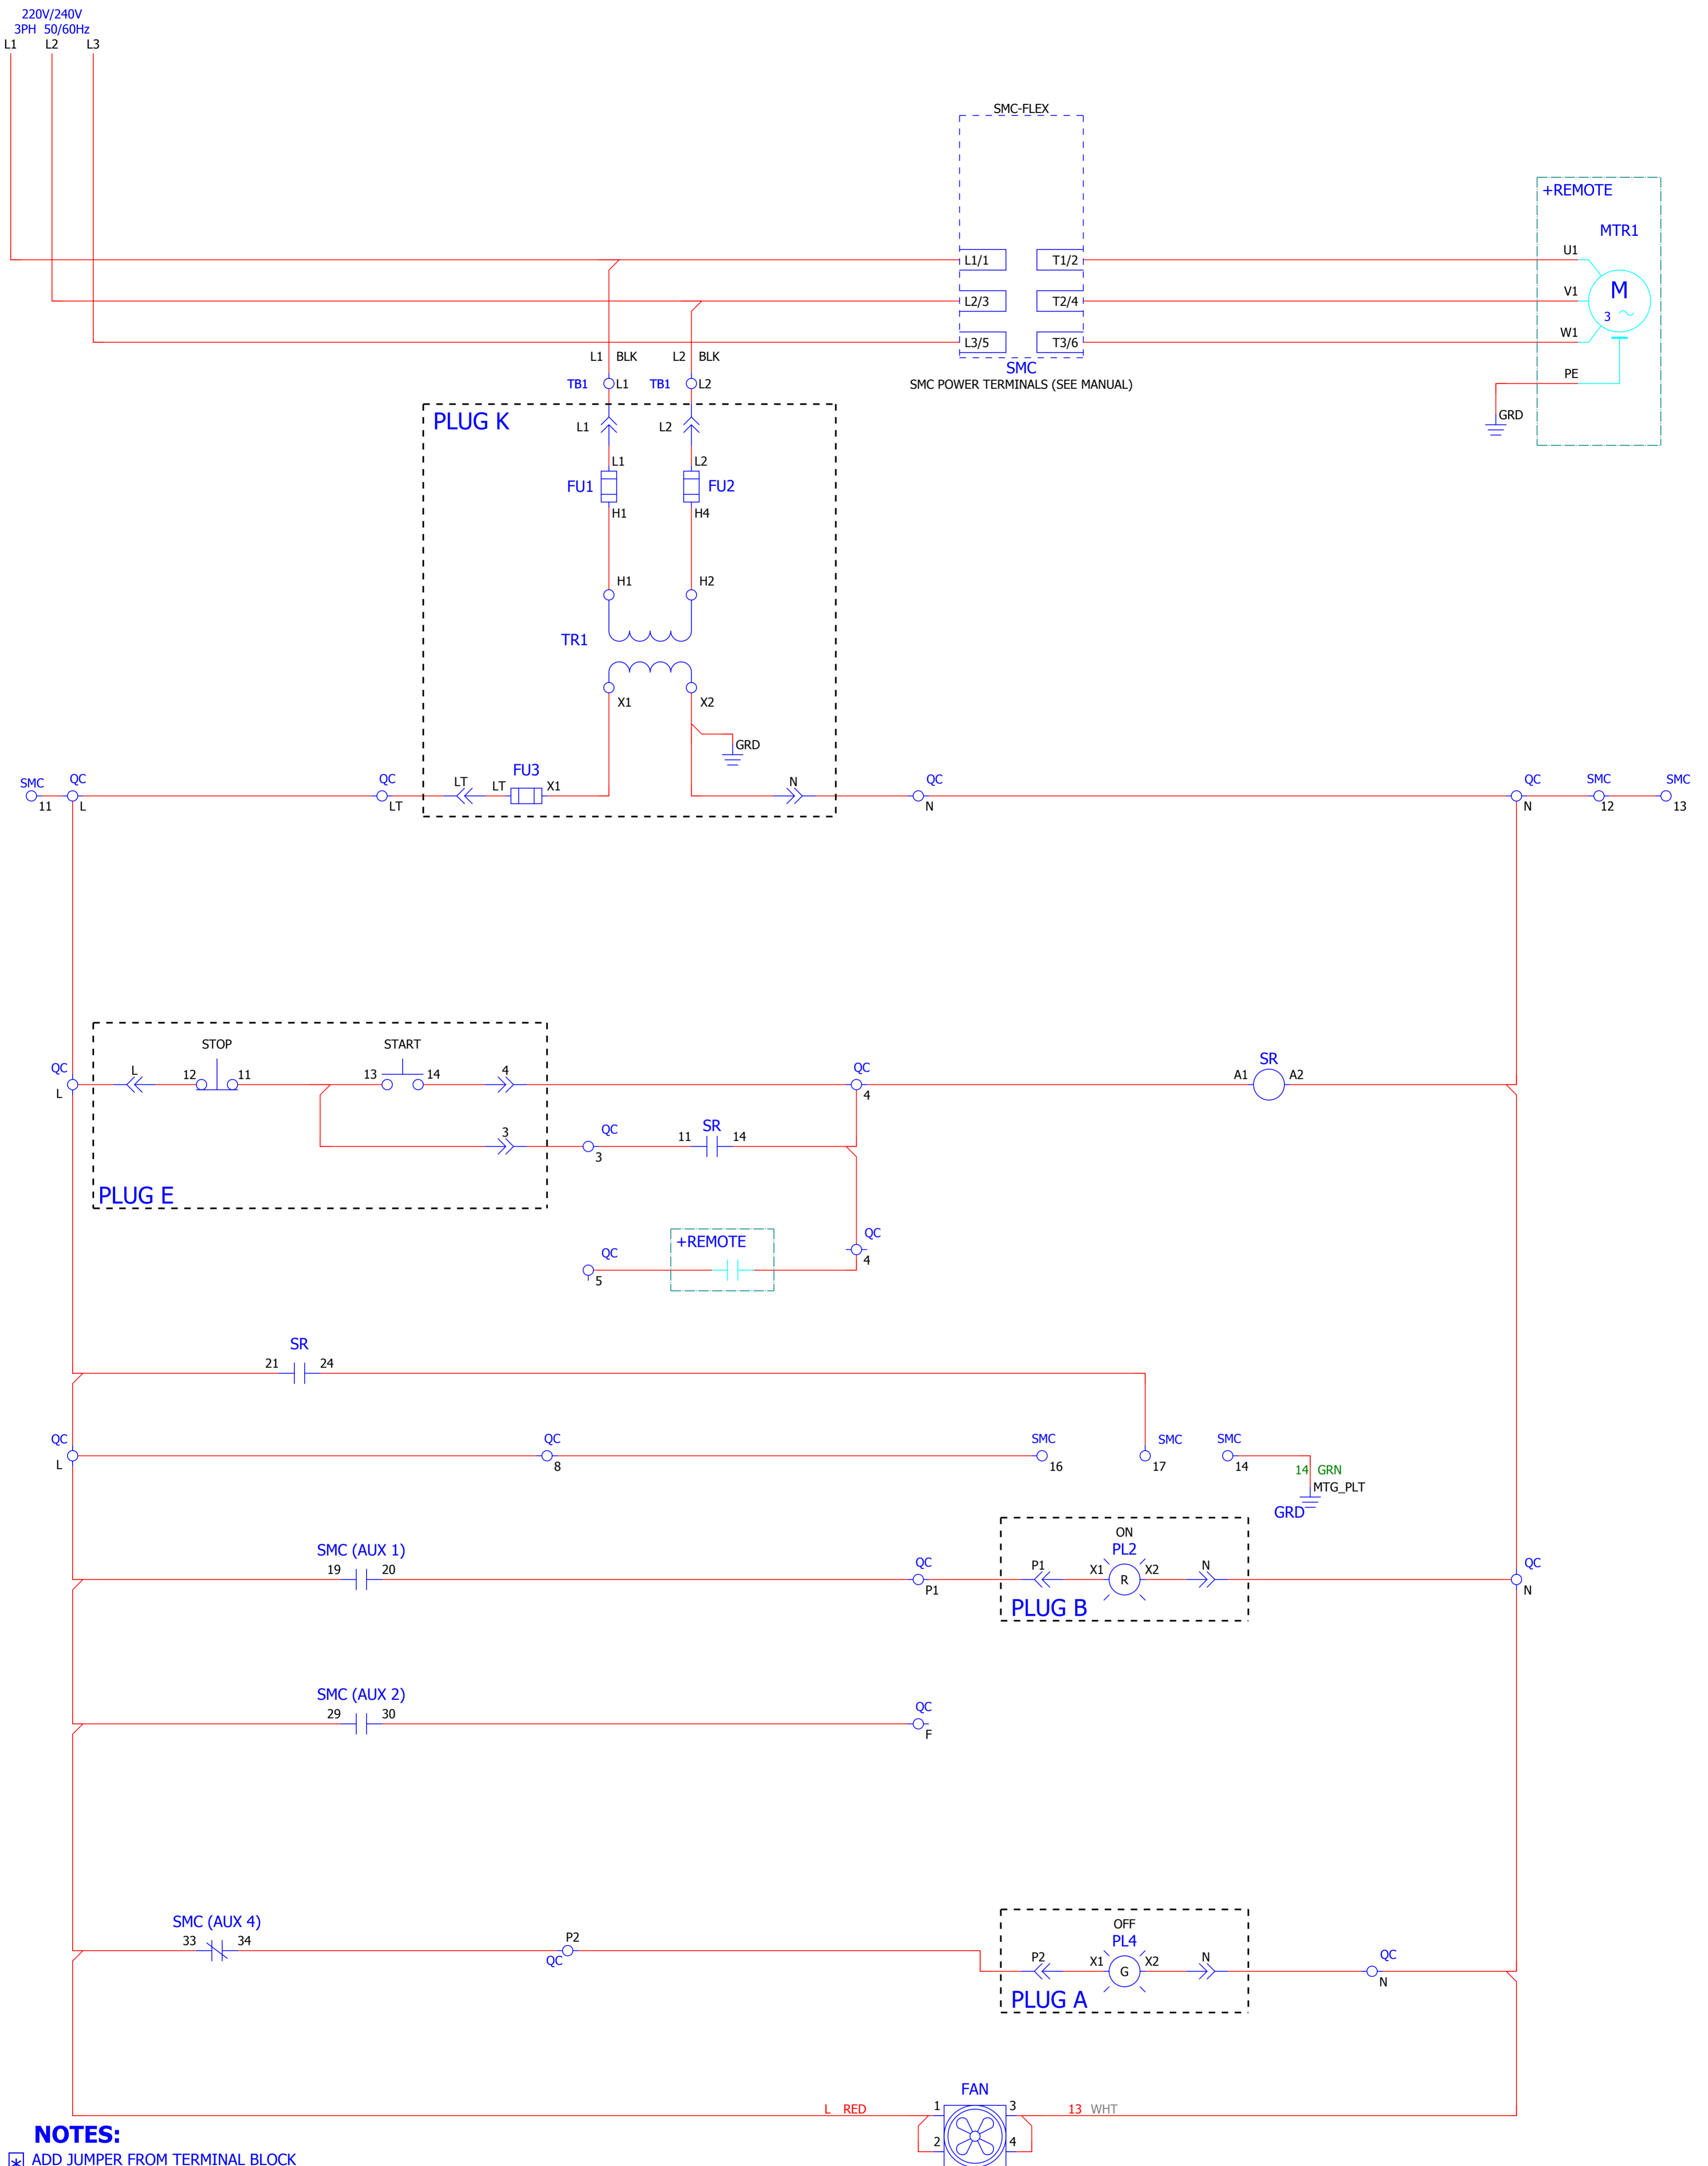 220V/240V
3PH 50/60Hz
L1 L2 L3
SMC-FLEX
+REMOTE
MTR1
L1/1 T1/2 U1
L2/3 T2/4 V1 M
3
L3/5 T3/6 W1
L1 BLK L2 BLK
SMC
SMC POWER TERMINALS (SEE MANUAL)
PE
TB1 L1 TB1 L2
PLUG K
L1 L2
GRD
L1 L2
FU1 FU2
H1 H4
H1 H2
TR1
X1 X2
GRD
SMC QC QC LT LT FU3 X1 N QC QC SMC SMC
11 L LT N N 12 13
STOP START
QC L 12 11 13 14 4 QC SR
L 4 A1 A2
3 QC 11 SR 14
3
PLUG E
+REMOTE
QC QC
5 4
SR
21 24
QC QC SMC SMC SMC
L 8 16 17 14
14 GRN
MTG_PLT
GRD
SMC (AUX 1) ON
PL2
19 20 QC P1 X1 R X2 N QC
P1 N
PLUG B
SMC (AUX 2)
29 30 QC
F
SMC (AUX 4) OFF
33 34 P2 PL4
QC P2 X1 G X2 N QC
N
PLUG A
FAN
L RED 1 3 13 WHT
2 4
NOTES:
* ADD JUMPER FROM TERMINAL BLOCK